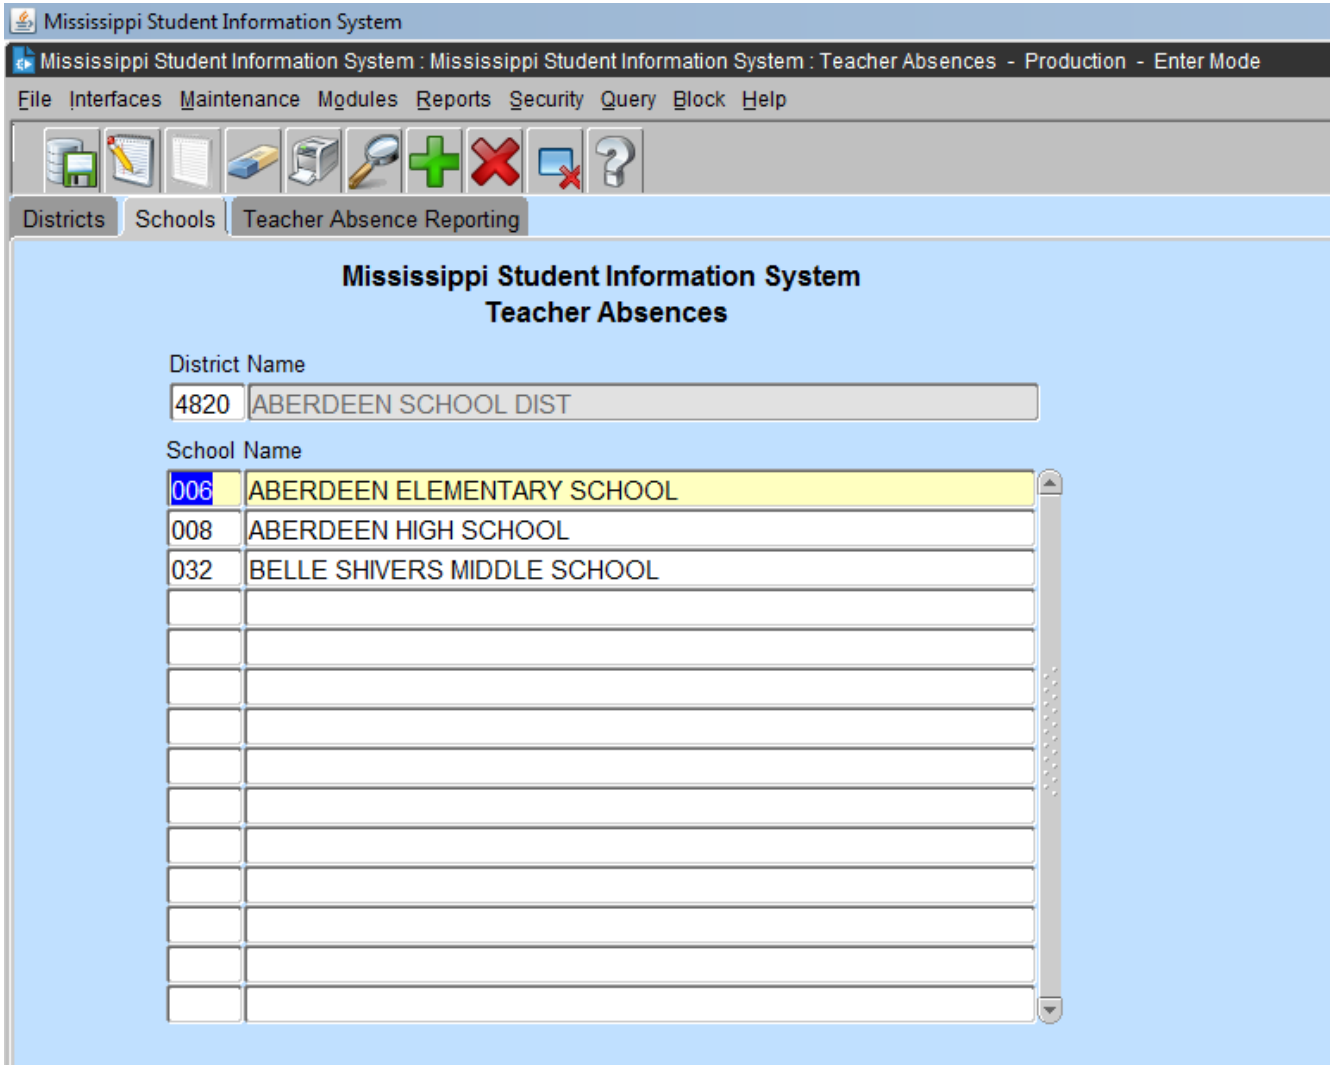 Mississippi Student Information System
Mississippi Student Information System : Mississippi Student Information System : Teacher Absences - Production - Enter Mode
File Interfaces Maintenance Modules Reports Security Query Block Help
Districts Schools Teacher Absence Reporting
Mississippi Student Information System
Teacher Absences
District Name
4820 ABERDEEN SCHOOL DIST
School Name
006 ABERDEEN ELEMENTARY SCHOOL
008 ABERDEEN HIGH SCHOOL
032 BELLE SHIVERS MIDDLE SCHOOL